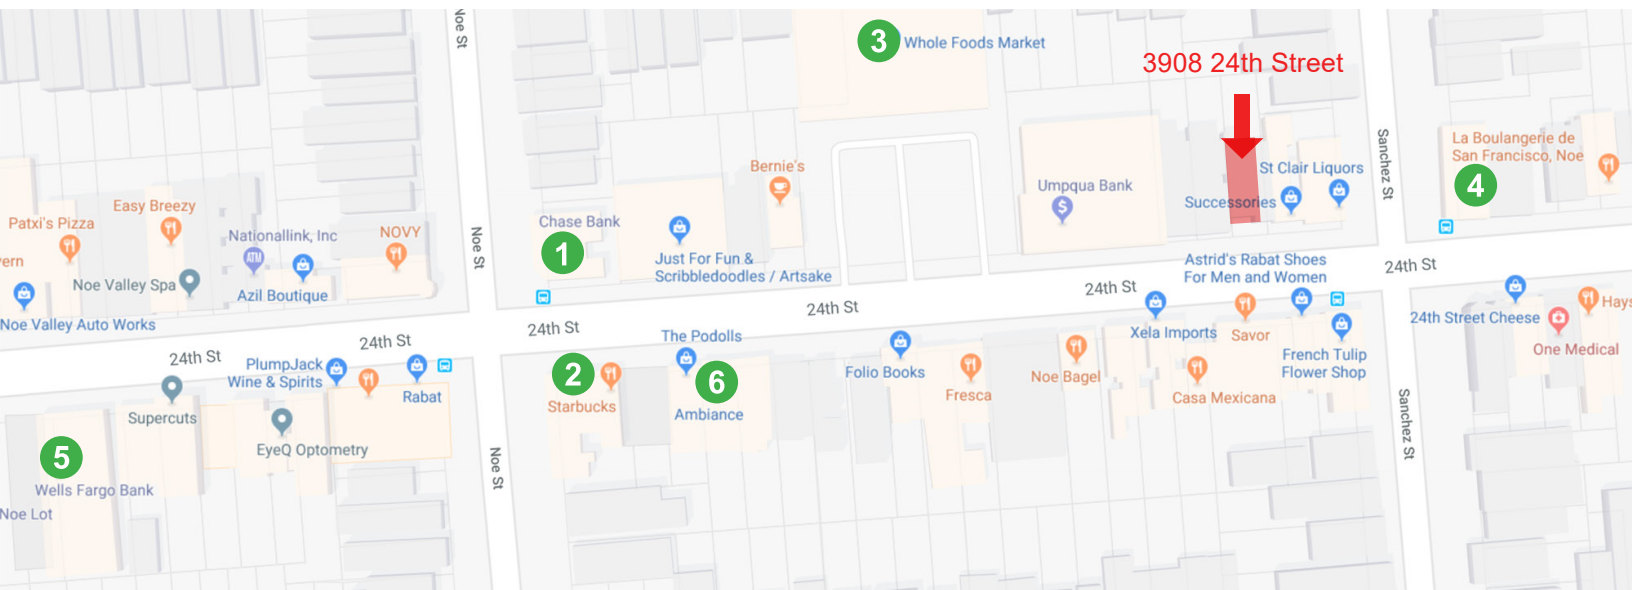 Noe St
3
Whole Foods Market
3908 24th Street
Sanchez St
La Boulangerie de
San Francisco, Noe
4
Bernie's
St Clair Liquors
Umpqua Bank
$
Successories
Easy Breezy
Patxi's Pizza
Nationallink, Inc
NOVY
ATM
vern
Noe Valley Spa
Azil Boutique
Noe Valley Auto Works
Noe St
Chase Bank
1
Just For Fun &
Scribbledoodles / Artsake
Astrid's Rabat Shoes
For Men and Women
24th St
24th St
24th St
24th St
24th St
24th St
The Podolls
Xela Imports
Savor
French Tulip
Flower Shop
24th Street Cheese
Hays
One Medical
PlumpJack
Wine & Spirits
Rabat
2
Starbucks
6
Ambiance
Folio Books
Fresca
Noe Bagel
Casa Mexicana
Supercuts
EyeQ Optometry
5
Wells Fargo Bank
Noe Lot
Noe St
Sanchez St